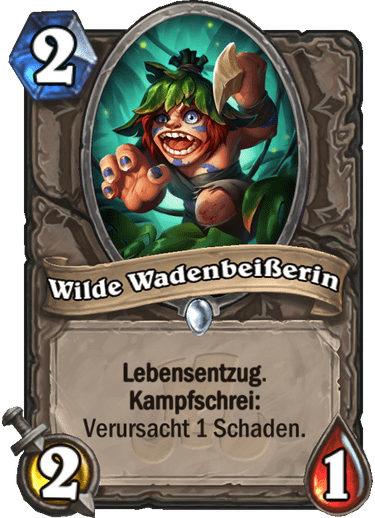 2
Wilde Wadenbeißerin
Lebensentzug.
Kampfschrei:
Verursacht 1 Schaden.
2
1